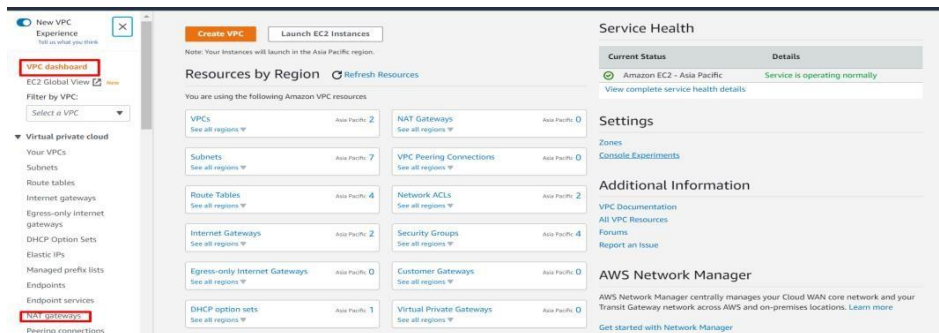 New VPC
Experience
Tell us what you think
VPC dashboard
EC2 Global View New
Filter by VPC:
Select a VPC
Virtual private cloud
Your VPCs
Subnets
Route tables
Internet gateways
Egress-only internet
gateways
DHCP Option Sets
Elastic IPs
Managed prefix lists
Endpoints
Endpoint services
NAT gateways
Peering connections
Create VPC Launch EC2 Instances
Note: Your Instances will launch in the Asia Pacific region.
Resources by Region Refresh Resources
You are using the following Amazon VPC resources
VPCs Asia Pacific 2
See all regions
NAT Gateways Asia Pacific 0
See all regions
Subnets Asia Pacific 7
See all regions
VPC Peering Connections Asia Pacific 0
See all regions
Route Tables Asia Pacific 4
See all regions
Network ACLs Asia Pacific 2
See all regions
Internet Gateways Asia Pacific 2
See all regions
Security Groups Asia Pacific 4
See all regions
Egress-only Internet Gateways Asia Pacific 0
See all regions
Customer Gateways Asia Pacific 0
See all regions
DHCP option sets Asia Pacific 1
See all regions
Virtual Private Gateways Asia Pacific 0
See all regions
Service Health
Current Status Details
Amazon EC2 - Asia Pacific Service is operating normally
View complete service health details
Settings
Zones
Console Experiments
Additional Information
VPC Documentation
All VPC Resources
Forums
Report an Issue
AWS Network Manager
AWS Network Manager centrally manages your Cloud WAN core network and your
Transit Gateway network across AWS and on-premises locations. Learn more
Get started with Network Manager